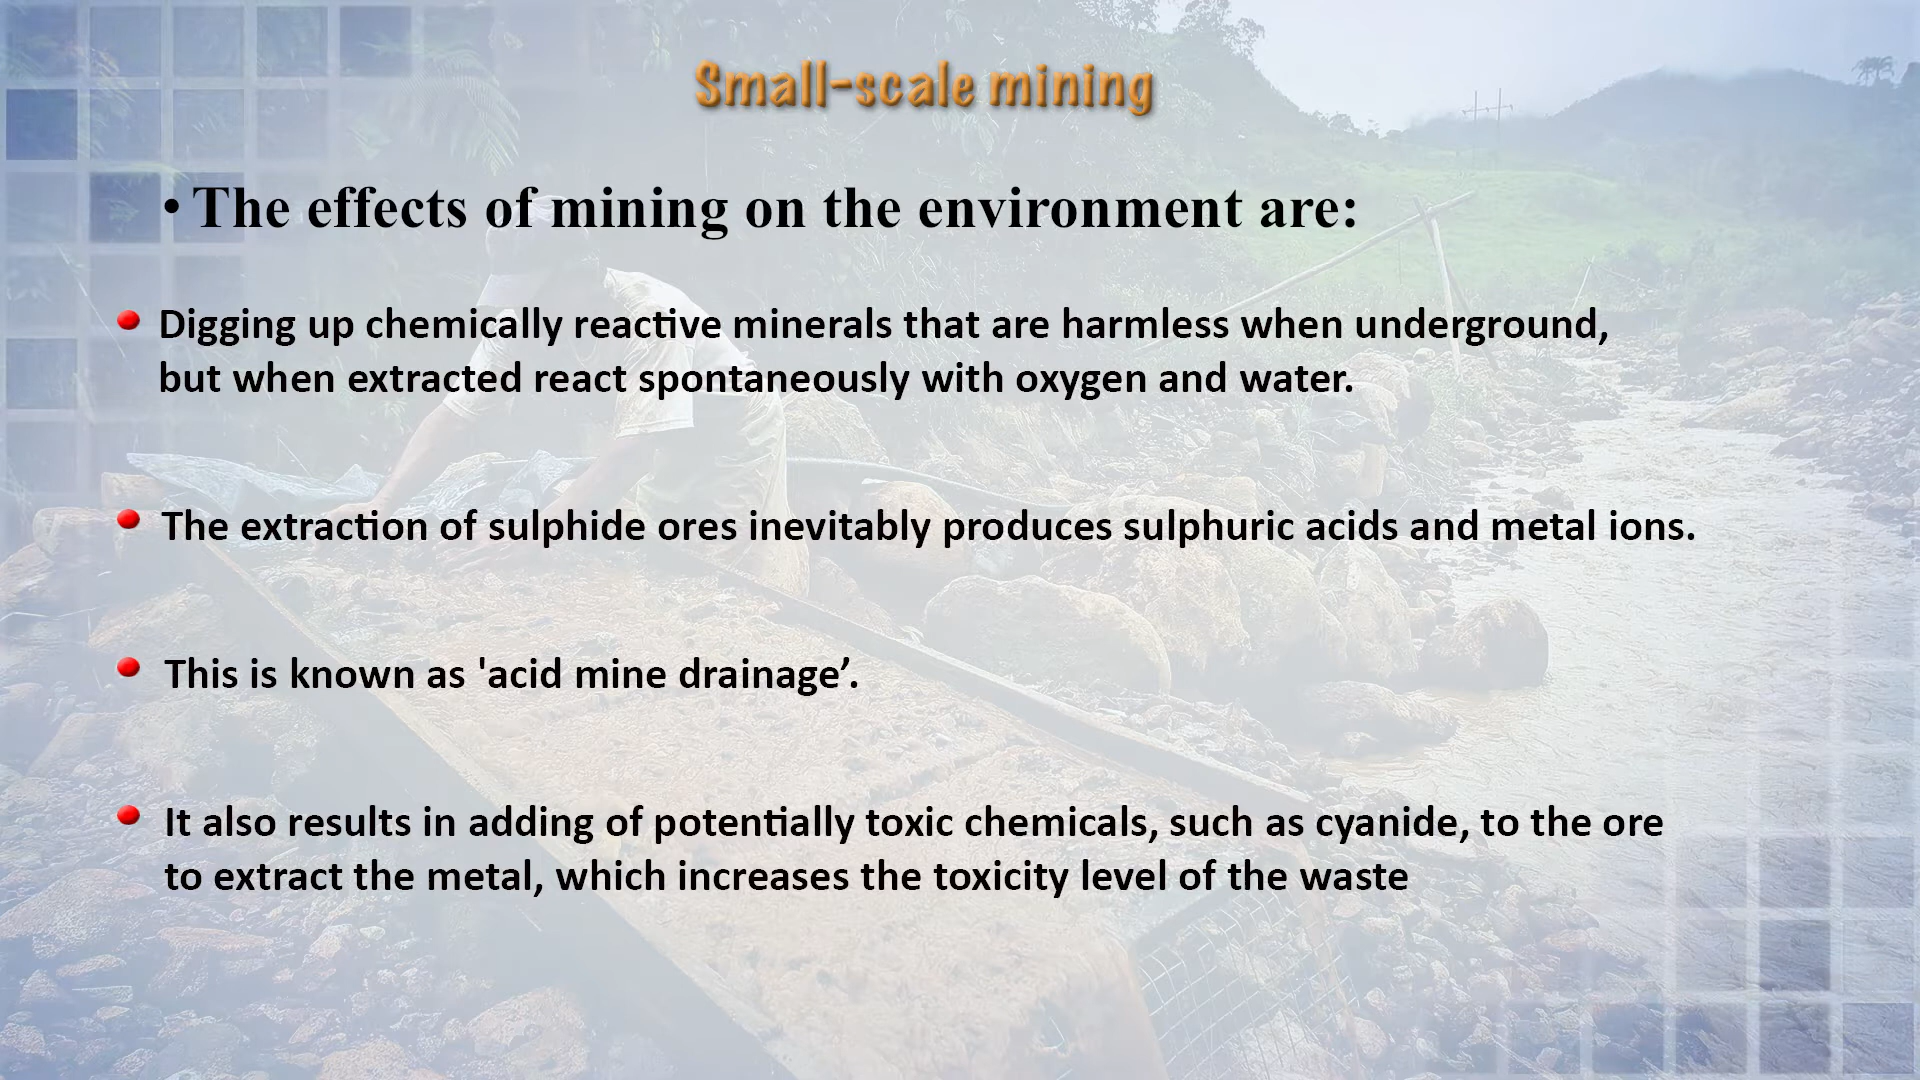 Small-scale mining
• The effects of mining on the environment are:
Digging up chemically reactive minerals that are harmless when underground,
but when extracted react spontaneously with oxygen and water.
The extraction of sulphide ores inevitably produces sulphuric acids and metal ions.
This is known as 'acid mine drainage’.
It also results in adding of potentially toxic chemicals, such as cyanide, to the ore
to extract the metal, which increases the toxicity level of the waste